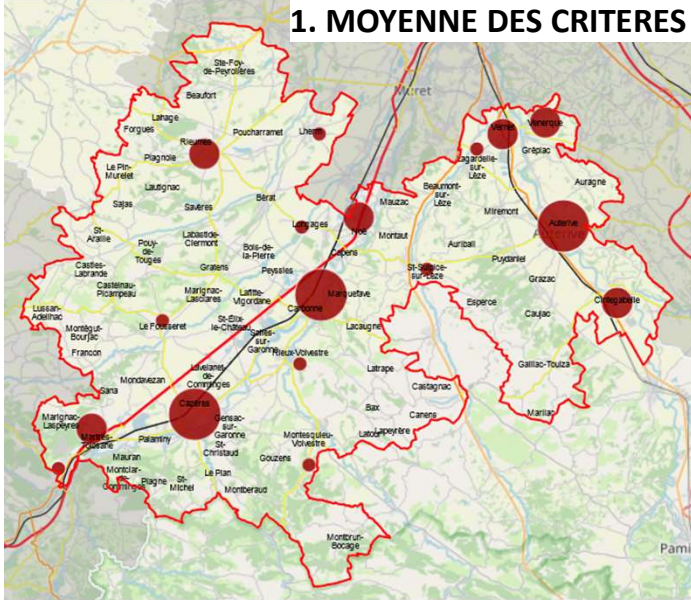 1. MOYENNE DES CRITERES
Ste-Foy-
de-Peyrolières
Beaufort
Muret
Lahage
Forgues
Rieumes
Poucharramet
Lherm
Vernet
Venerque
Plagnole
Grépiac
Lagardelle-
sur-
Lèze
Le Pin-
Murelet
Lautignac
Bérat
Beaumont-
sur-
Lèze
Auragne
Sajas
Savères
Mauzac
Miremont
St-
Araille
Pouy-
de-
Touges
Labastide-
Clermont
Longages
Noé
Montaut
Auterive
Auribail
Bois-de-
la-Pierre
Capens
Puydaniel
Casties-
Labrande
Gratens
Peyssies
St-Sulpice-
sur-Lèze
Grazac
Castelnau-
Picampeau
Marignac-
Lasclares
Lafitte-
Vigordane
Marquefave
Carbonne
Esperce
Cintegabelle
Lussan-
Adeilhac
Caujac
Le Fousseret
St-Élix-
le-Château
Lacaugne
Montégut-
Bourjac
Salles-
sur-
Garonne
Rieux-Volvestre
Francon
Lavelanet-
de-
Comminges
Latrape
Gaillac-Toulza
Mondavezan
Castagnac
Sana
Cazères
Bax
Canens
Marliac
Marignac-
Laspeyres
Martres-
Tolosane
Gensac-
sur-
Garonne
Latour
Lapeyrère
Palaminy
Montesquieu-
Volvestre
St-
Christaud
Mauran
Gouzens
Montclar-
de-
Comminges
Plagne
St-
Michel
Le Plan
Montberaud
Montbrun-
Bocage
Pami